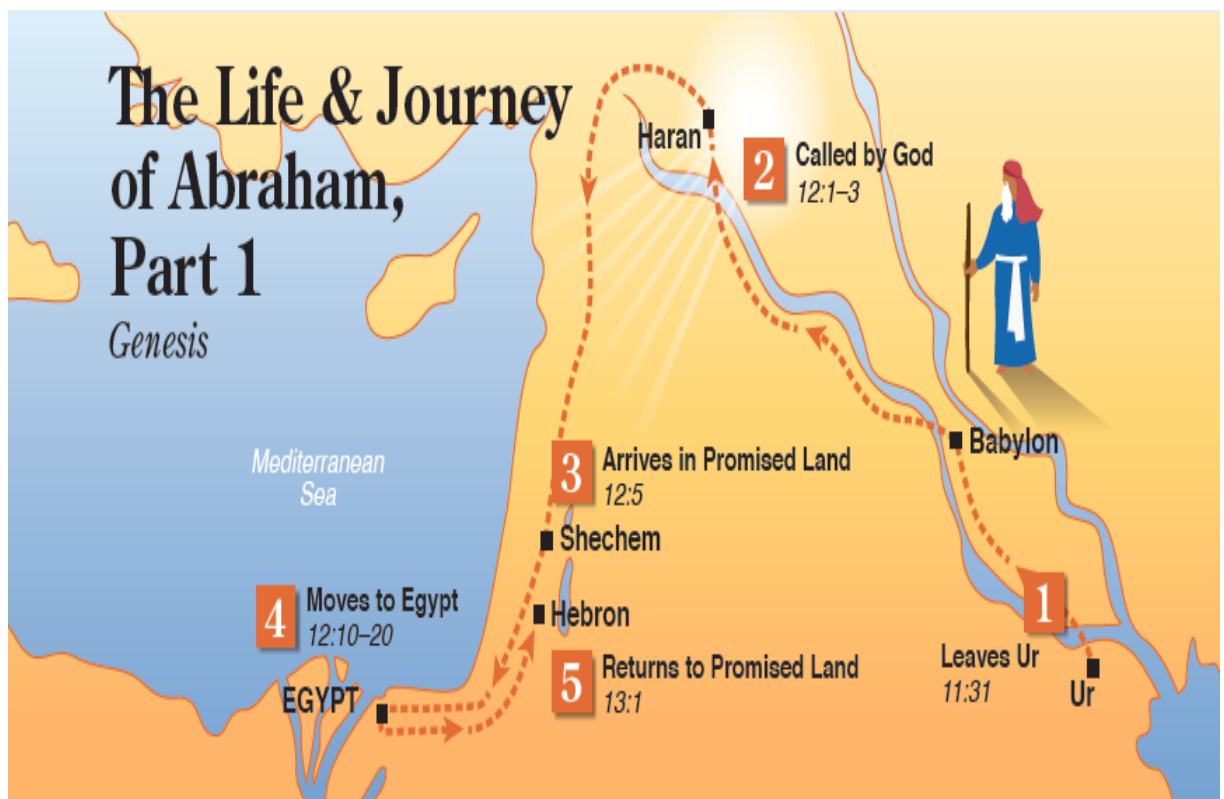 The Life & Journey
of Abraham,
Part 1
Genesis
Haran
2
Called by God
12:1–3
Babylon
Mediterranean
Sea
3
Arrives in Promised Land
12:5
Shechem
4
Moves to Egypt
12:10–20
Hebron
1
Leaves Ur
11:31
Ur
5
Returns to Promised Land
13:1
EGYPT